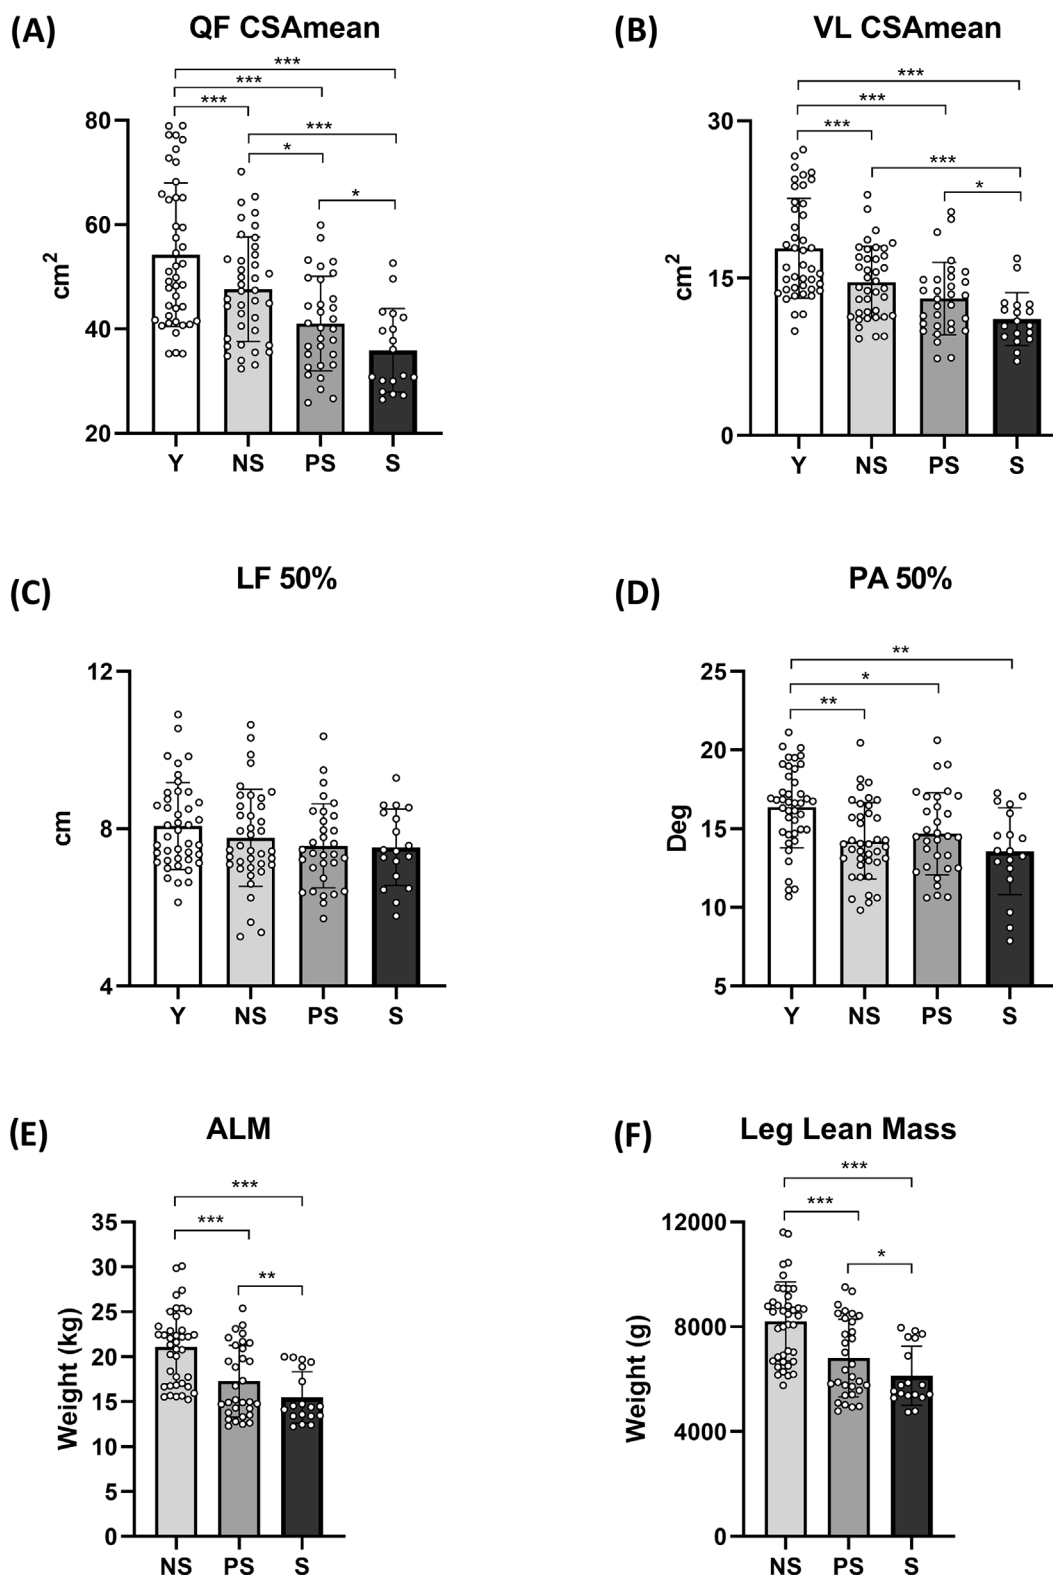 (A) QF CSAmean
***
***
***
***
*
*
80
60
40
20
cm²
Y NS PS S
(B) VL CSAmean
***
***
***
***
*
30
15
0
cm²
Y NS PS S
(C) LF 50%
12
8
4
cm
Y NS PS S
(D) PA 50%
**
*
**
25
20
15
10
5
Deg
Y NS PS S
(E) ALM
***
***
**
35
30
25
20
15
10
5
0
Weight (kg)
NS PS S
(F) Leg Lean Mass
***
***
*
12000
8000
4000
0
Weight (g)
NS PS S